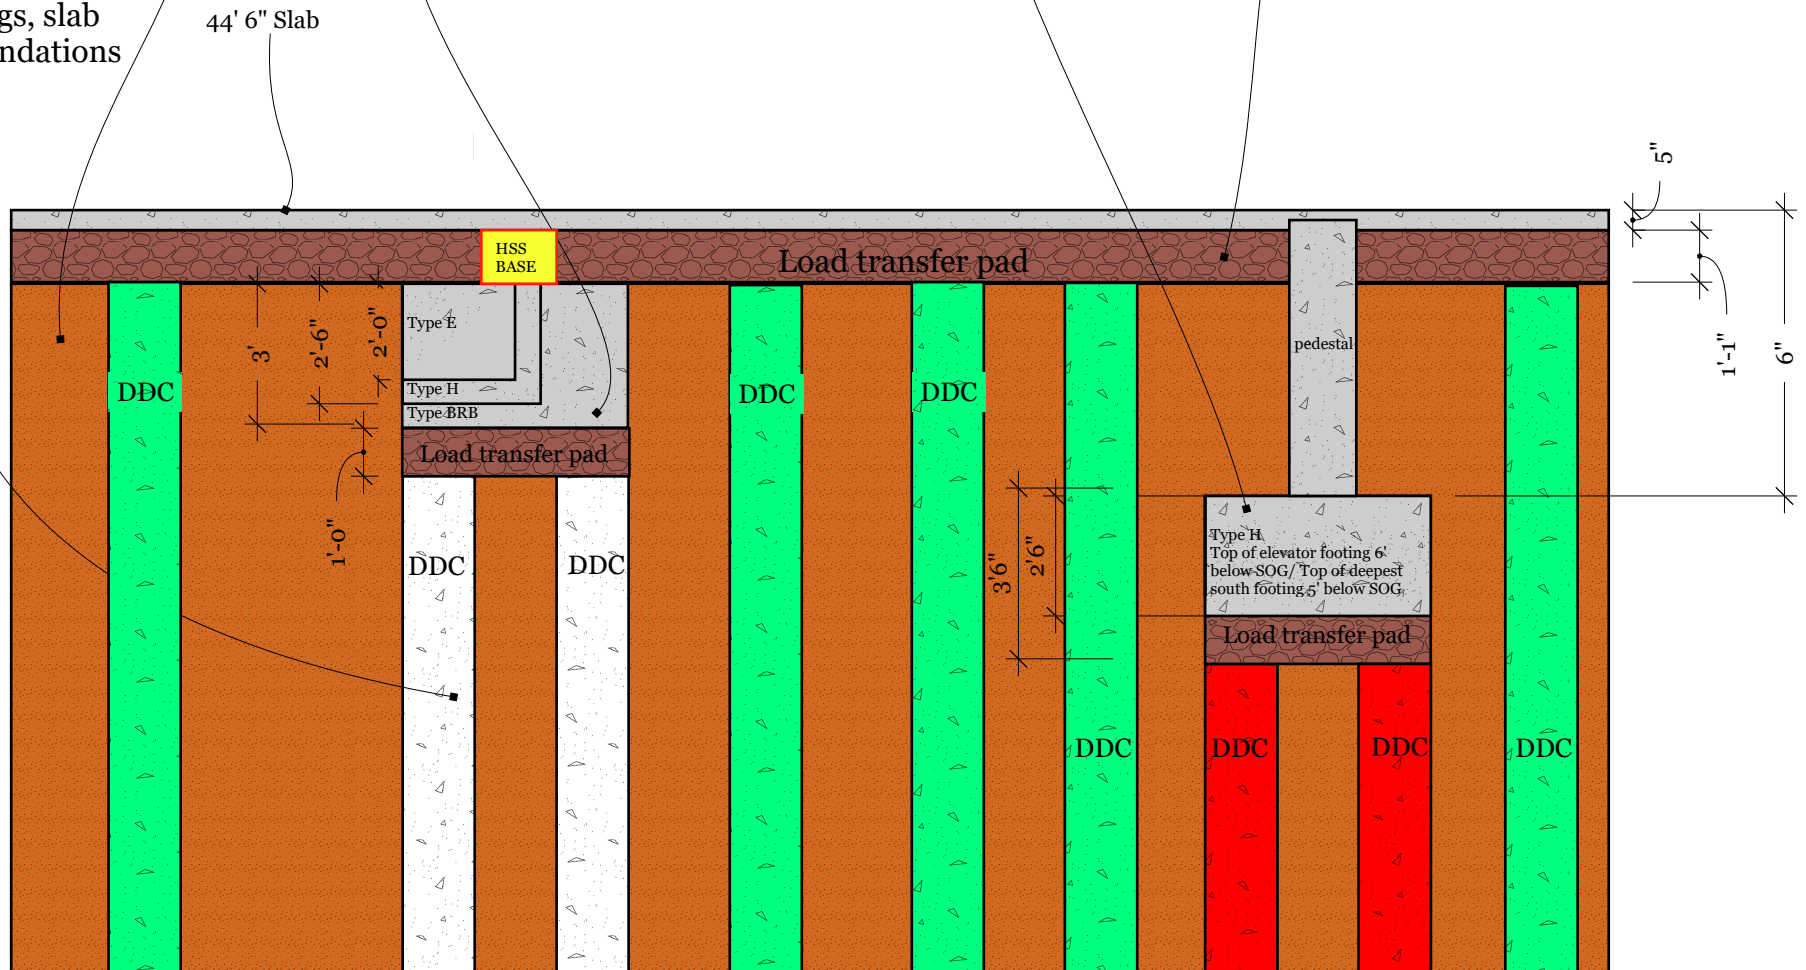 gs, slab
ndations
44' 6" Slab
5"
HSS
BASE
Load transfer pad
Type E
3'
2'-6"
2'-0"
pedestal
1'-1"
6"
DDC
Type H
DDC
DDC
Type BRB
Load transfer pad
1'-0"
DDC
DDC
3'6"
2'6"
Type H
Top of elevator footing 6'
below SOG/ Top of deepest
south footing 5' below SOG
Load transfer pad
DDC
DDC
DDC
DDC